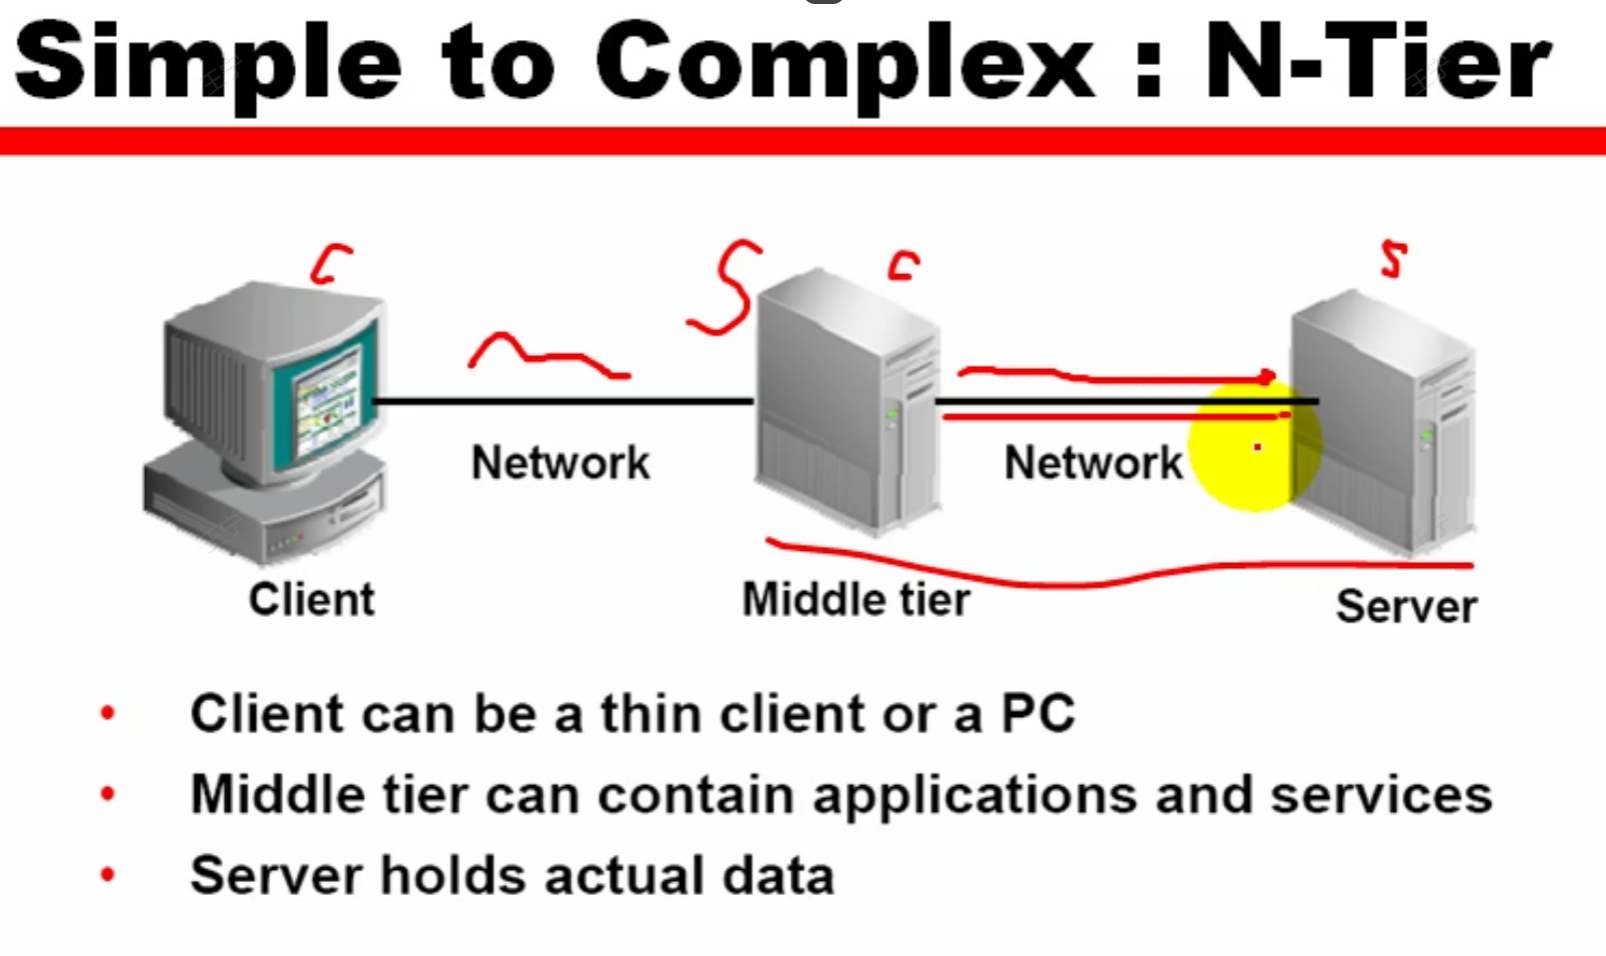 Simple to Complex : N-Tier
C S C S
Network Network
Client Middle tier Server
• Client can be a thin client or a PC
• Middle tier can contain applications and services
• Server holds actual data